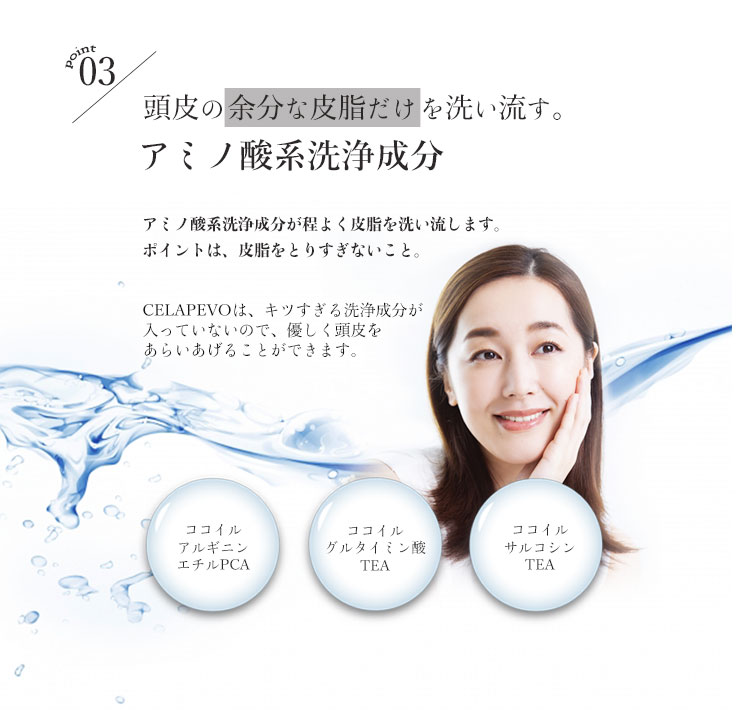 point
03
頭皮の余分な皮脂だけを洗い流す。
アミノ酸系洗浄成分
アミノ酸系洗浄成分が程よく皮脂を洗い流します。
ポイントは、皮脂をとりすぎないこと。
CELAPEVOは、キツすぎる洗浄成分が
入っていないので、優しく頭皮を
あらいあげることができます。
ココイル
アルギニン
エチルPCA
ココイル
グルタイミン酸
TEA
ココイル
サルコシン
TEA